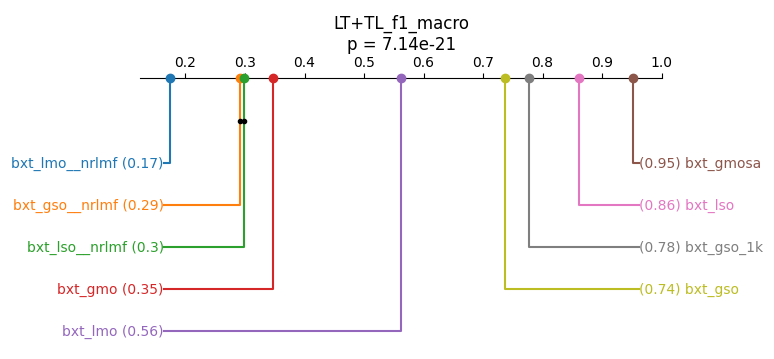 LT+TL_f1_macro
p = 7.14e-21
0.2 0.3 0.4 0.5 0.6 0.7 0.8 0.9 1.0
bxt_lmo__nrlmf (0.17) (0.95) bxt_gmosa
bxt_gso__nrlmf (0.29) (0.86) bxt_lso
bxt_lso__nrlmf (0.3) (0.78) bxt_gso_1k
bxt_gmo (0.35) (0.74) bxt_gso
bxt_lmo (0.56)